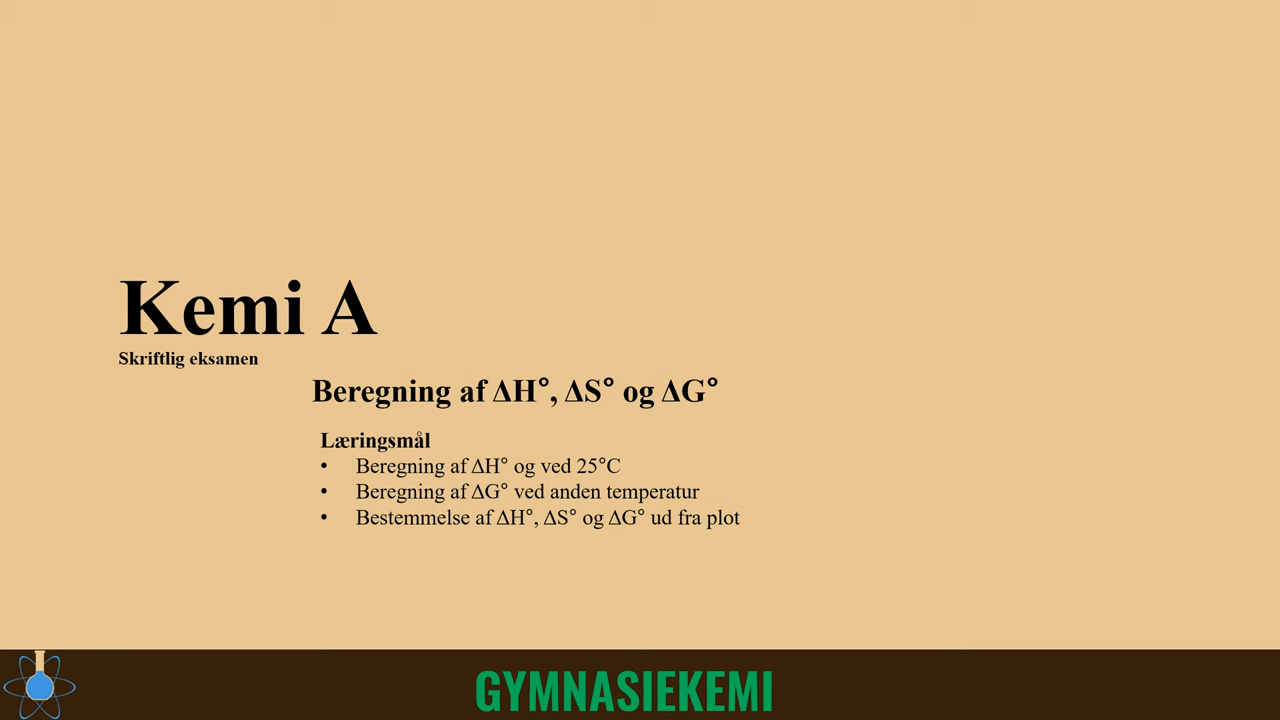 Kemi A
Skriftlig eksamen
Beregning af ΔH°, ΔS° og ΔG°
Læringsmål
• Beregning af ΔH° og ved 25°C
• Beregning af ΔG° ved anden temperatur
• Bestemmelse af ΔH°, ΔS° og ΔG° ud fra plot
GYMNASIEKEMI